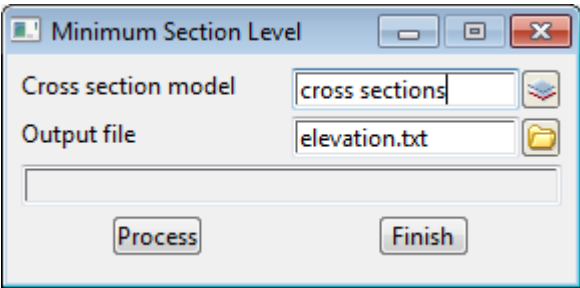 Minimum Section Level
Cross section model cross sections
Output file elevation.txt
Process Finish